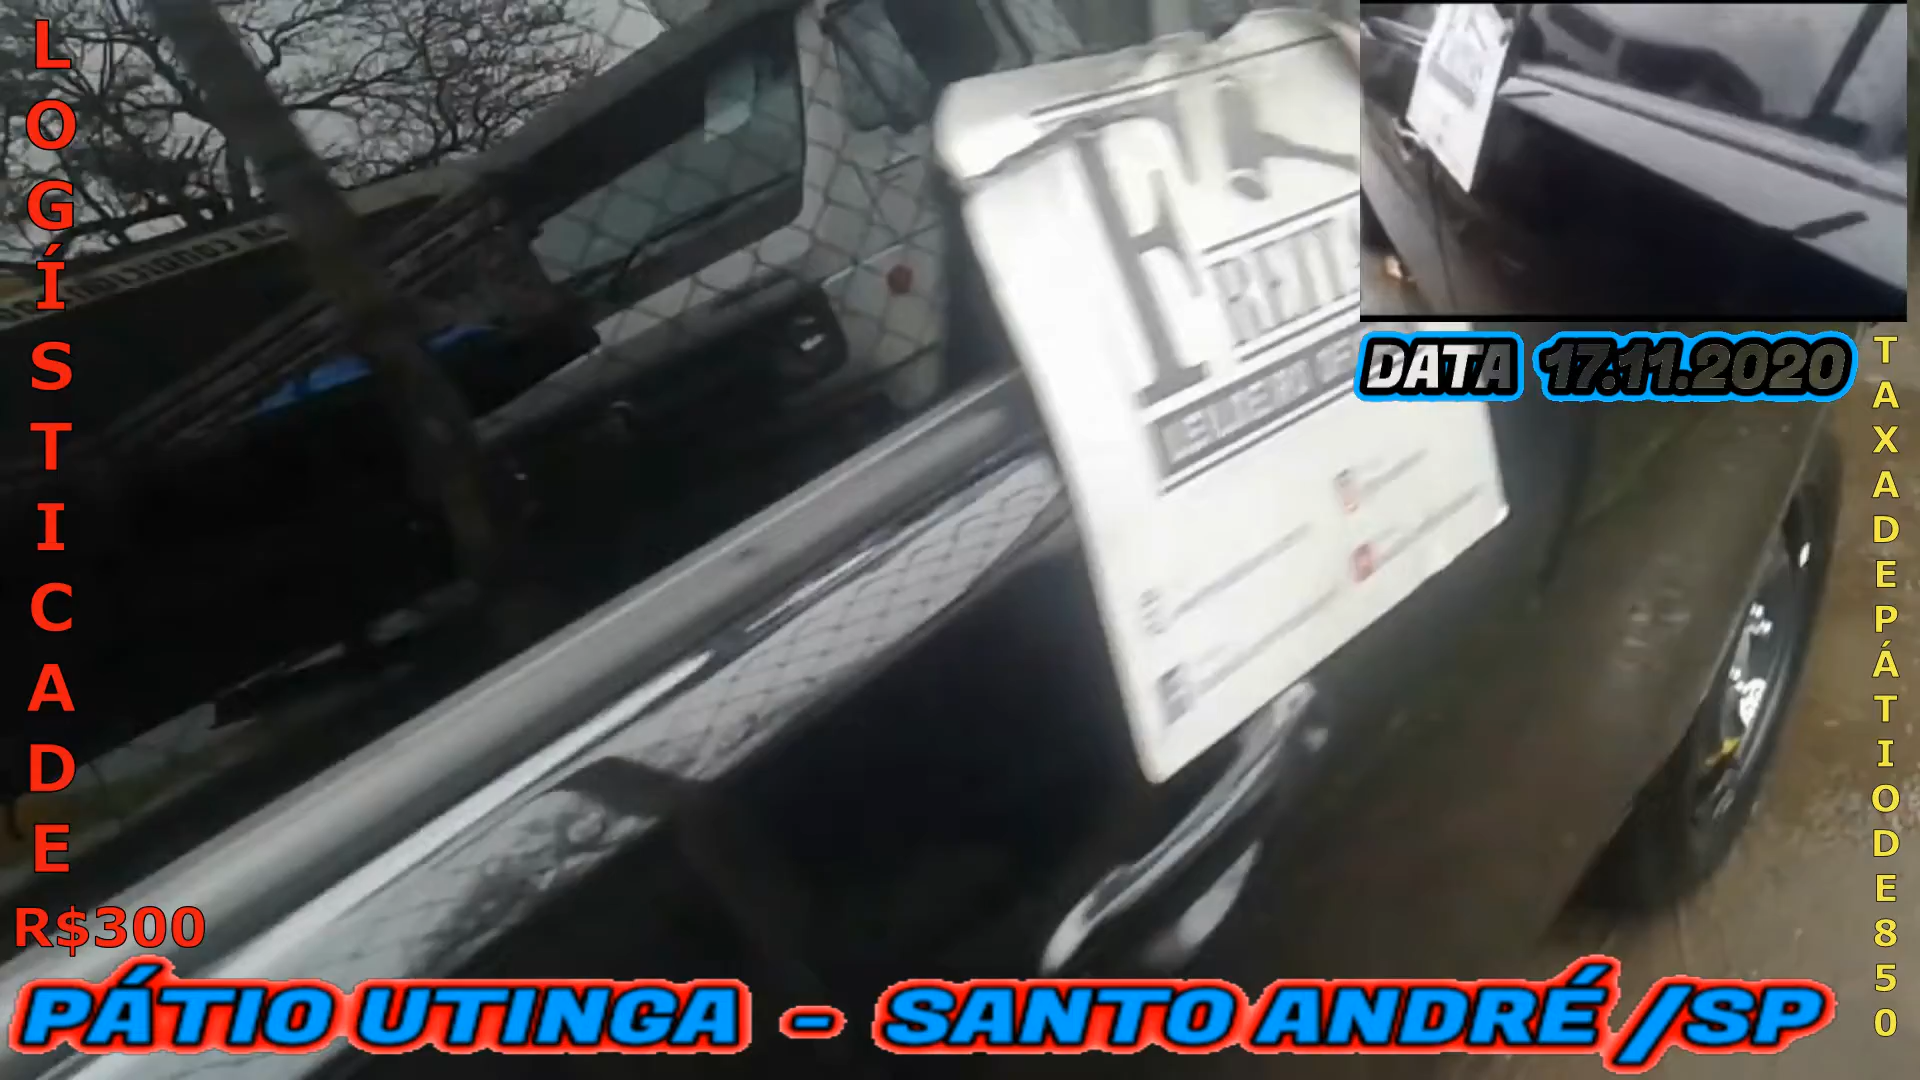 LOGÍSTICA DE
R$300
DATA 17.11.2020
TAXA DE PÁTIO DE 850
PÁTIO UTINGA - SANTO ANDRÉ /SP